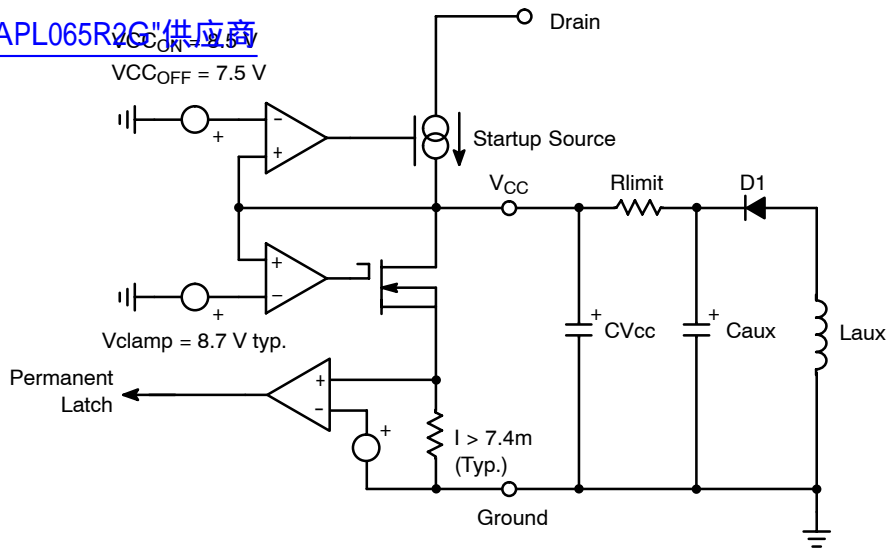 APL065R2G"供应商
VCC_ON = 8.5 V
VCC_OFF = 7.5 V
Drain
-
+
+
Startup Source
V_CC
Rlimit
D1
+
-
+
Vclamp = 8.7 V typ.
+
CVcc
+
Caux
Laux
Permanent
Latch
+
-
+
I > 7.4m
(Typ.)
Ground